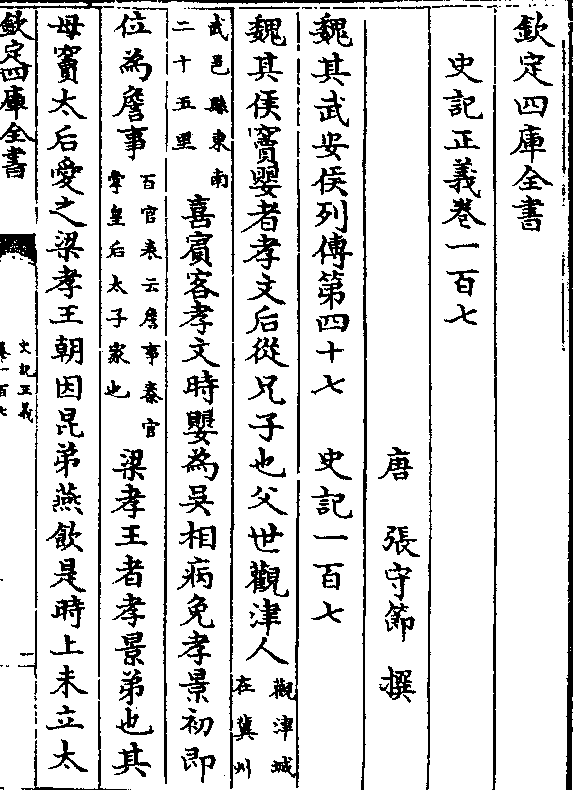 欽定四庫全書
史記正義卷一百七
唐 張守節 撰
魏其武安侯列傳第四十七 史記一百七
魏其侯竇嬰者孝文后從兄子也父世觀津人觀津城在冀州
武邑縣東南二十五里喜賓客孝文時嬰為吳相病免孝景初即
位為詹事百官表云詹事秦官掌皇后太子家也梁孝王者孝景弟也其
母竇太后愛之梁孝王朝因昆弟燕飲是時上未立太
欽定四庫全書
史記正義
卷一百七
二